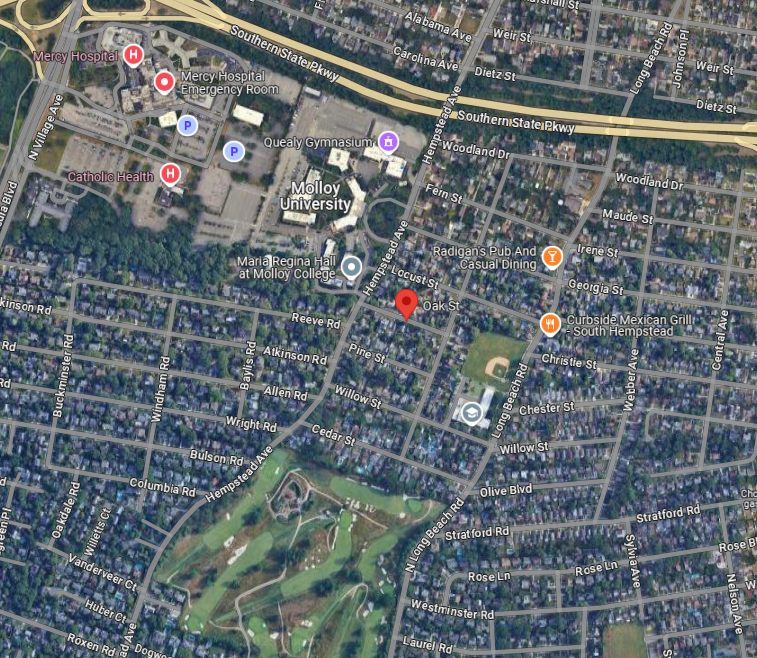 Alabama Ave
Weir St
Carolina Ave
Dietz St
Long Beach Rd
Johnson Pl
Weir St
Dietz St
Southern State Pkwy
Mercy Hospital
Mercy Hospital
Emergency Room
N Village Ave
P
P
Quealy Gymnasium
Hempstead Ave
Southern State Pkwy
Woodland Dr
Catholic Health
Molloy
University
Fern St
Woodland Dr
Maude St
Irene St
Maria Regina Hall
at Molloy College
Hempstead Ave
Locust St
Radigan's Pub And
Casual Dining
Georgia St
Oak St
Reeve Rd
Curbside Mexican Grill
- South Hempstead
Central Ave
Atkinson Rd
Pine St
Christie St
Buckminster Rd
Windham Rd
Baylis Rd
Allen Rd
Willow St
Long Beach Rd
Webber Ave
Chester St
Wright Rd
Cedar St
Willow St
Bulson Rd
Columbia Rd
Hempstead Ave
Olive Blvd
Oakdale Rd
Willetts Ct
N Long Beach Rd
Stratford Rd
Stratford Rd
Vanderveer Ct
Sylvia Ave
Rose Ln
Rose Ln
Huber Ct
Westminster Rd
Nelson Ave
Roxen Rd
Laurel Rd